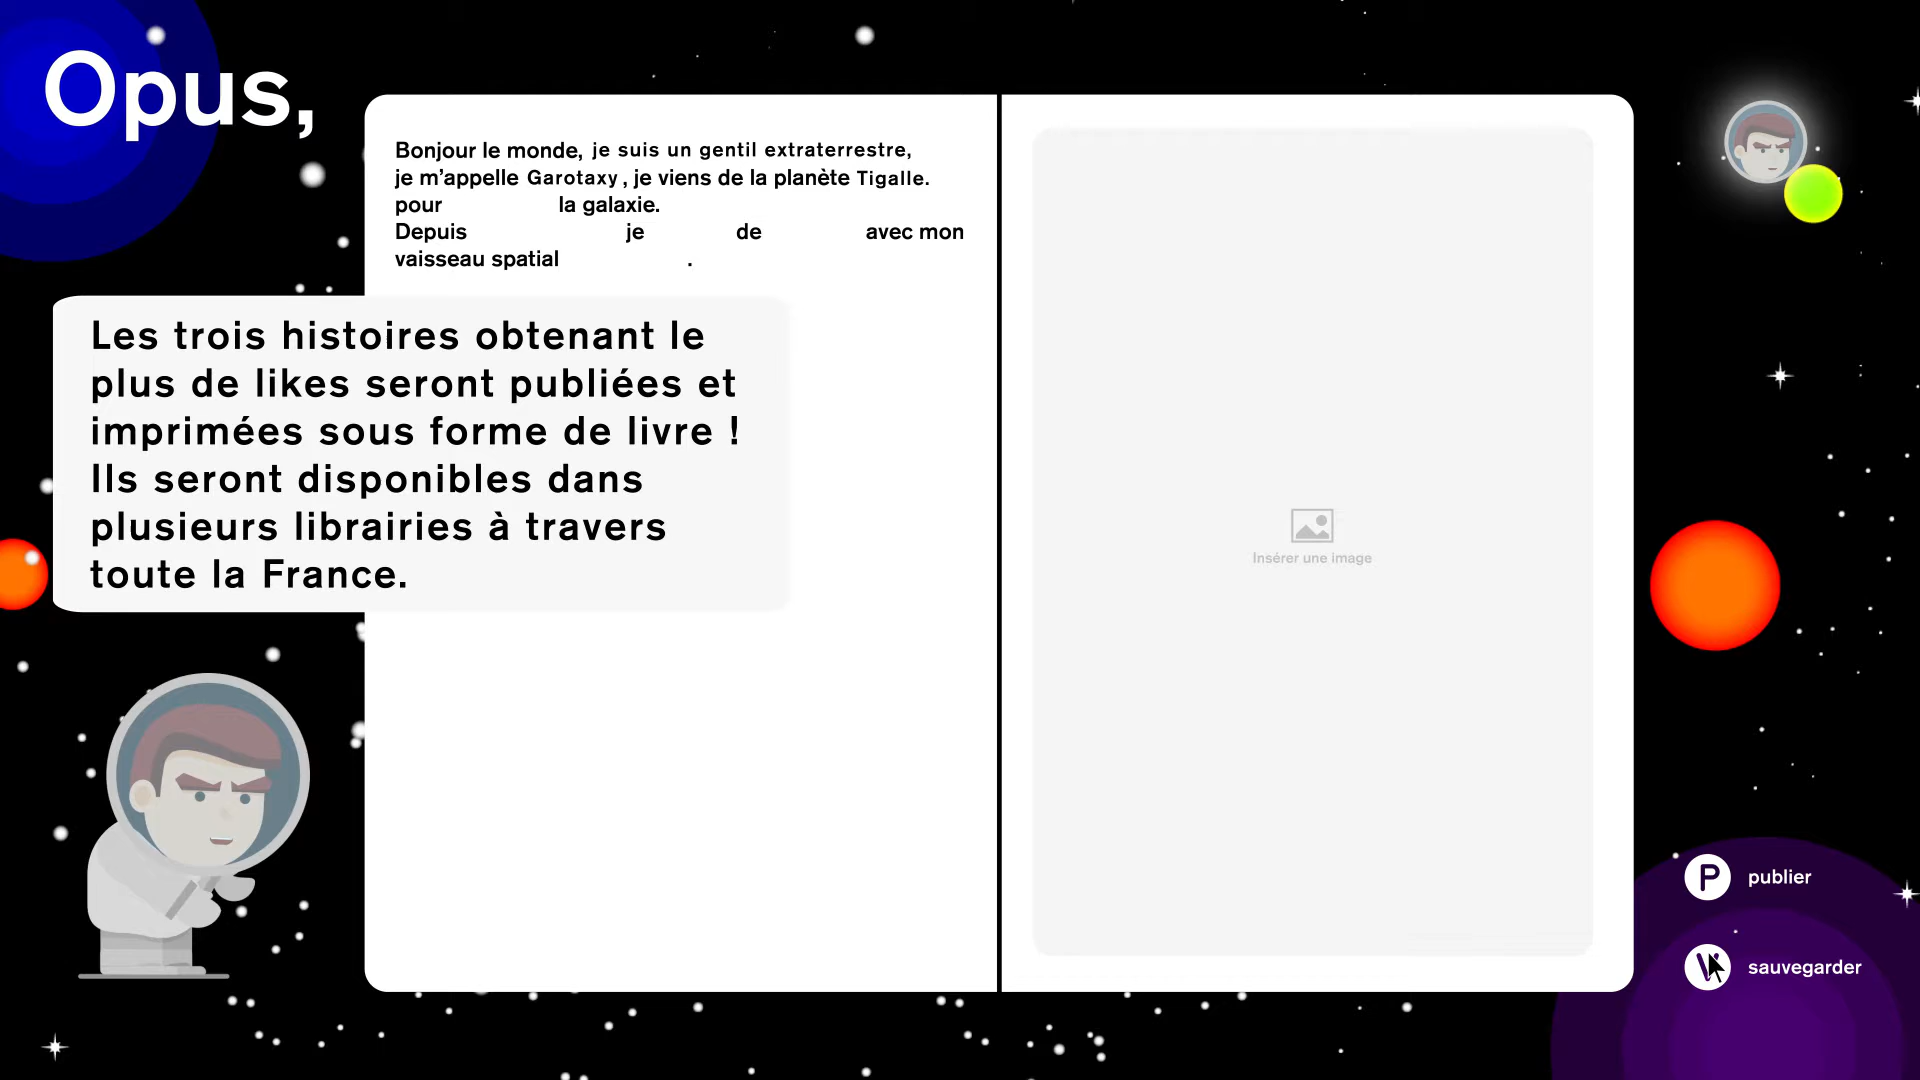 Opus,
Bonjour le monde, je suis un gentil extraterrestre,
je m’appelle Garotaxy, je viens de la planète Tigalle.
pour la galaxie.
Depuis je de avec mon
vaisseau spatial .
Les trois histoires obtenant le
plus de likes seront publiées et
imprimées sous forme de livre !
Ils seront disponibles dans
plusieurs librairies à travers
toute la France.
Insérer une image
P publier
sauvegarder